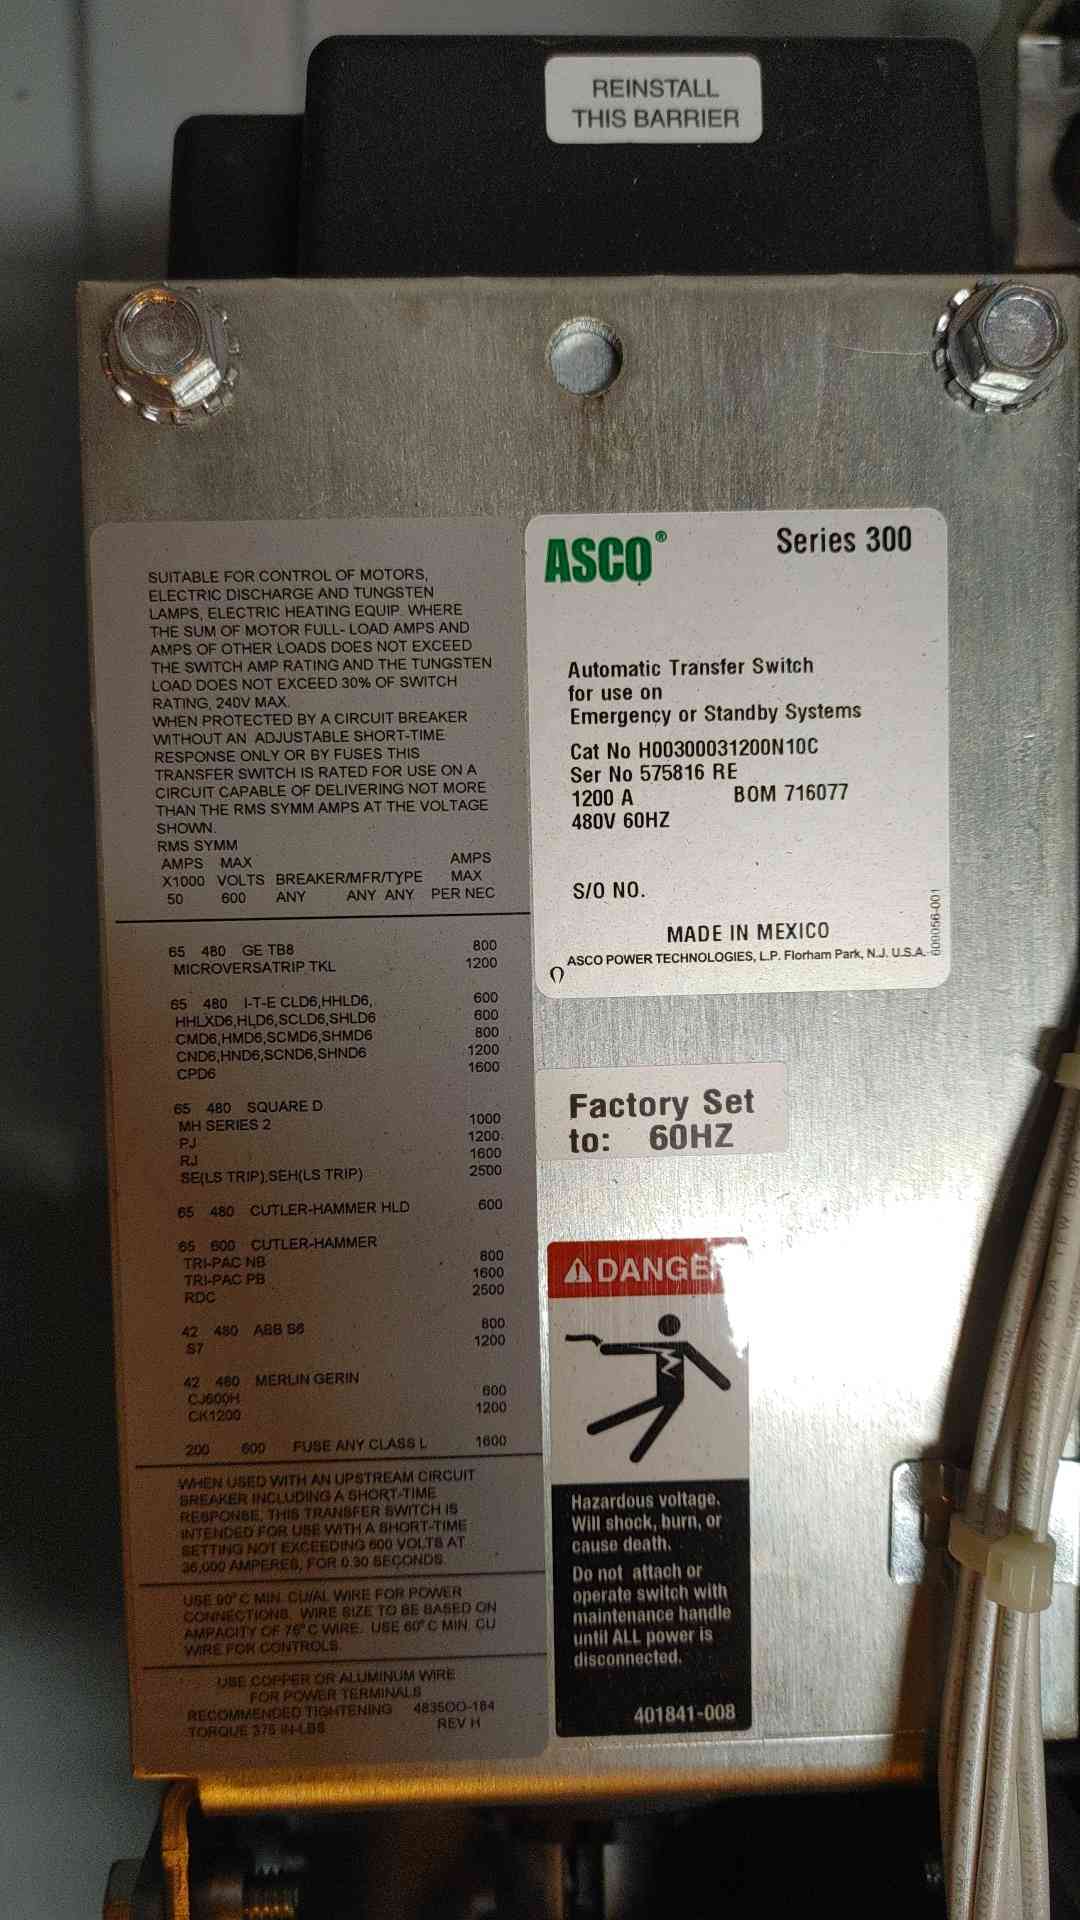 REINSTALL
THIS BARRIER
SUITABLE FOR CONTROL OF MOTORS,
ELECTRIC DISCHARGE AND TUNGSTEN
LAMPS, ELECTRIC HEATING EQUIP. WHERE
THE SUM OF MOTOR FULL- LOAD AMPS AND
AMPS OF OTHER LOADS DOES NOT EXCEED
THE SWITCH AMP RATING AND THE TUNGSTEN
LOAD DOES NOT EXCEED 30% OF SWITCH
RATING, 240V MAX.
WHEN PROTECTED BY A CIRCUIT BREAKER
WITHOUT AN ADJUSTABLE SHORT-TIME
RESPONSE ONLY OR BY FUSES THIS
TRANSFER SWITCH IS RATED FOR USE ON A
CIRCUIT CAPABLE OF DELIVERING NOT MORE
THAN THE RMS SYMM AMPS AT THE VOLTAGE
SHOWN.
RMS SYMM
AMPS MAX AMPS
X1000 VOLTS BREAKER/MFR/TYPE MAX
50 600 ANY ANY ANY PER NEC
65 480 GE TB8 800
MICROVERSATRIP TKL 1200
65 480 I-T-E CLD6,HHLD6, 600
HHLXD6,HLD6,SCLD6,SHLD6 600
CMD6,HMD6,SCMD6,SHMD6 800
CND6,HND6,SCND6,SHND6 1200
CPD6 1600
65 480 SQUARE D
MH SERIES 2 1000
PJ 1200
RJ 1600
SE(LS TRIP),SEH(LS TRIP) 2500
65 480 CUTLER-HAMMER HLD 600
65 600 CUTLER-HAMMER
TRI-PAC NB 800
TRI-PAC PB 1600
RDC 2500
42 480 ABB S6 800
S7 1200
42 480 MERLIN GERIN
CJ600H 600
CK1200 1200
200 600 FUSE ANY CLASS L 1600
WHEN USED WITH AN UPSTREAM CIRCUIT
BREAKER INCLUDING A SHORT-TIME
RESPONSE, THIS TRANSFER SWITCH IS
INTENDED FOR USE WITH A SHORT-TIME
SETTING NOT EXCEEDING 600 VOLTS AT
36,000 AMPERES, FOR 0.30 SECONDS.
USE 90°C MIN. CU/AL WIRE FOR POWER
CONNECTIONS. WIRE SIZE TO BE BASED ON
AMPACITY OF 75°C WIRE. USE 60°C MIN. CU
WIRE FOR CONTROLS.
USE COPPER OR ALUMINUM WIRE
FOR POWER TERMINALS
RECOMMENDED TIGHTENING 483500-184
TORQUE 375 IN-LBS REV H
ASCO® Series 300
Automatic Transfer Switch
for use on
Emergency or Standby Systems
Cat No H00300031200N10C
Ser No 575816 RE
1200 A BOM 716077
480V 60HZ
S/O NO.
MADE IN MEXICO
ASCO POWER TECHNOLOGIES, L.P. Florham Park, N.J. U.S.A.
609056-001
Factory Set
to: 60HZ
DANGER
Hazardous voltage.
Will shock, burn, or
cause death.
Do not attach or
operate switch with
maintenance handle
until ALL power is
disconnected.
401841-008